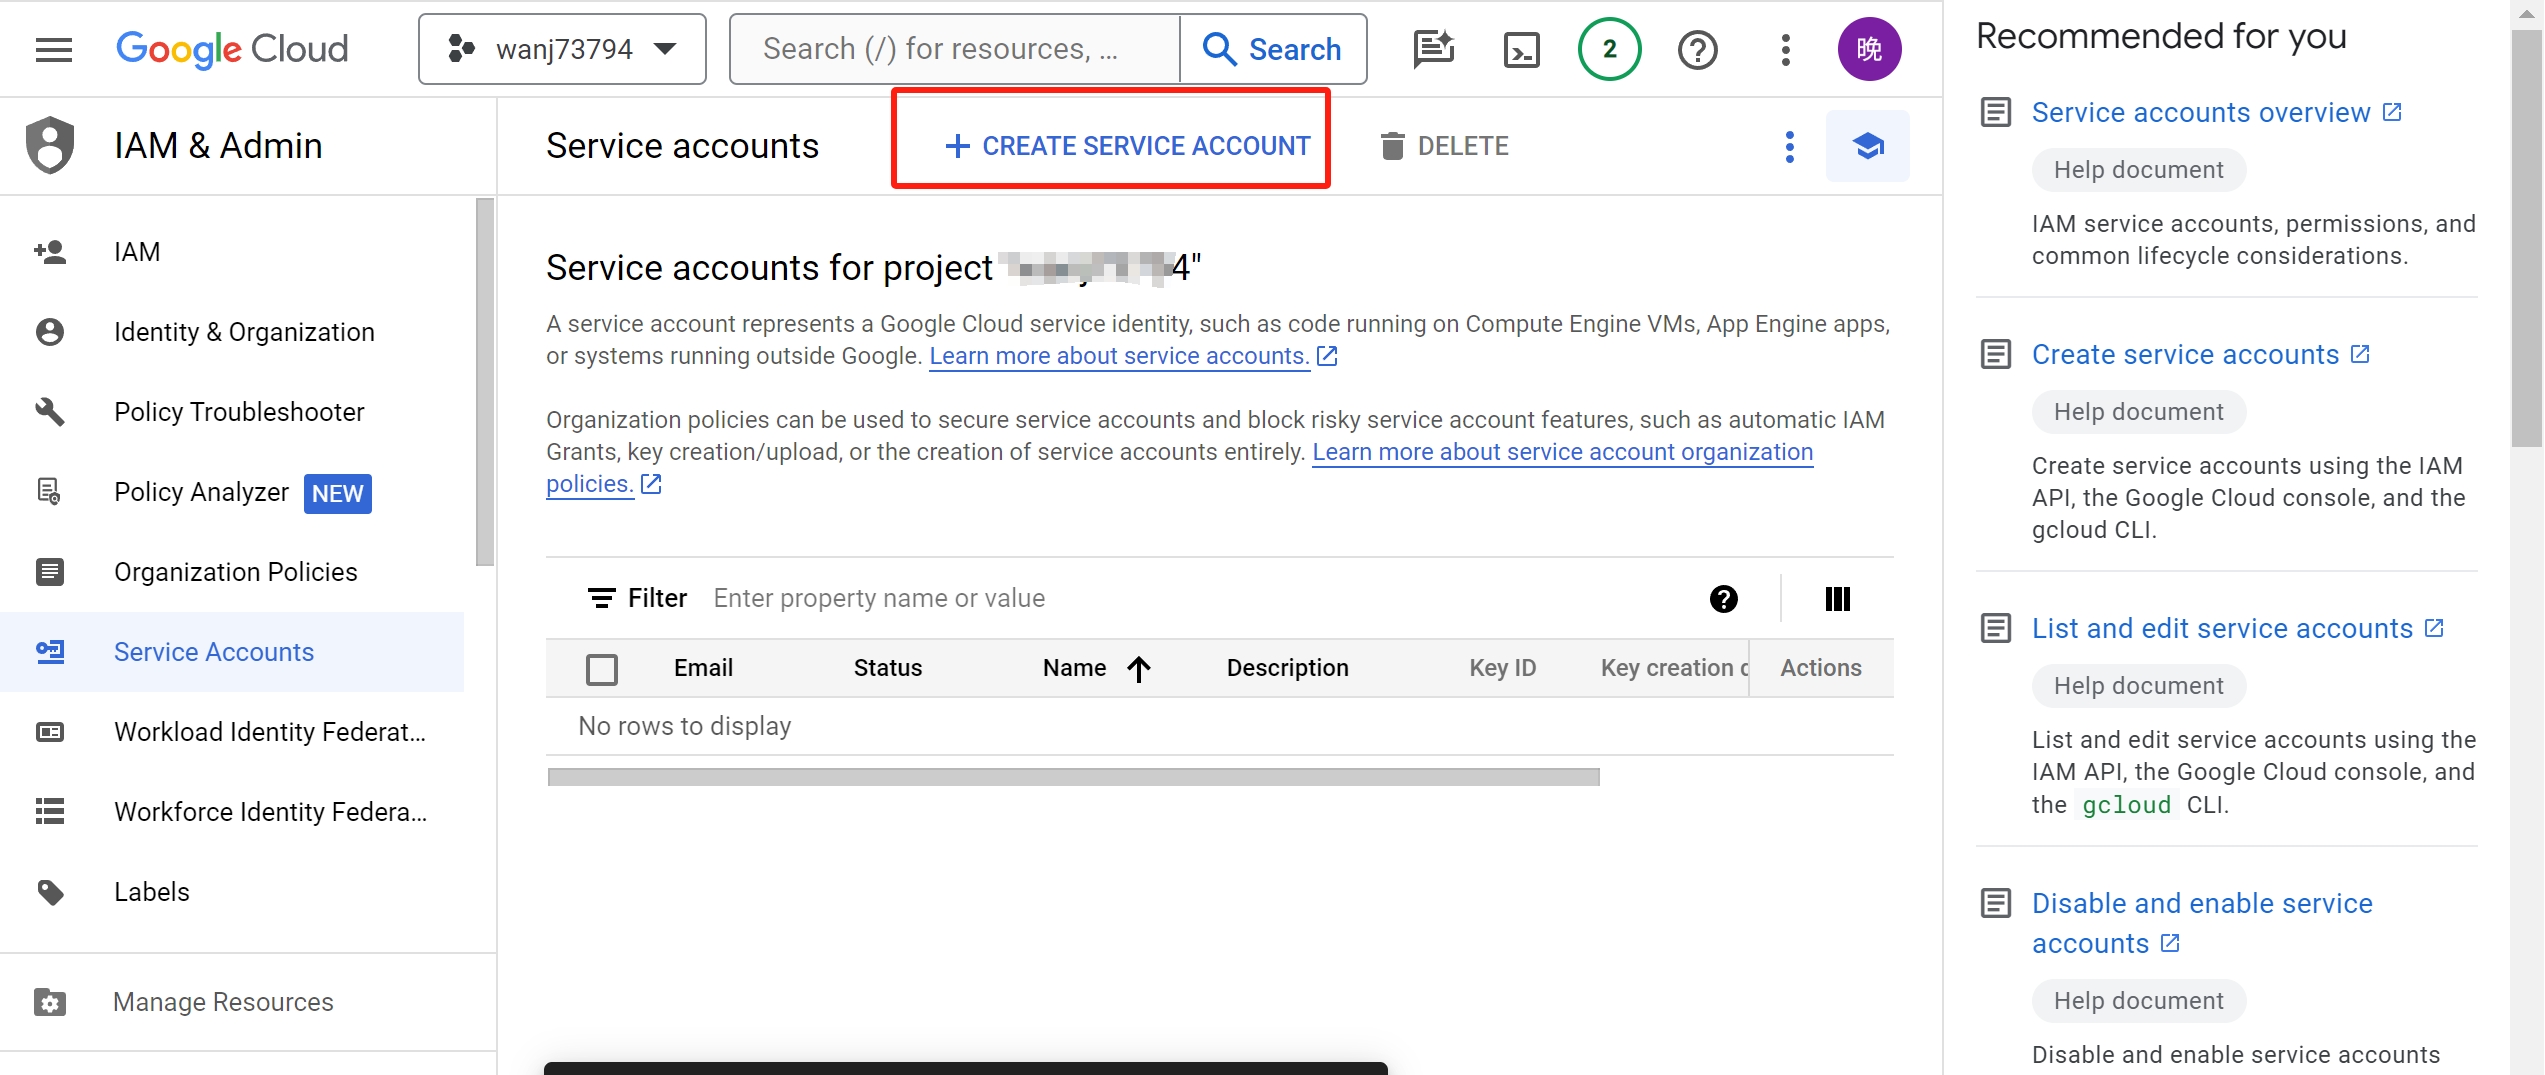 Google Cloud
wanj73794
Search (/) for resources, ...
Search
2
晚
IAM & Admin
IAM
Identity & Organization
Policy Troubleshooter
Policy Analyzer NEW
Organization Policies
Service Accounts
Workload Identity Federat...
Workforce Identity Federa...
Labels
Manage Resources
Service accounts
+ CREATE SERVICE ACCOUNT
DELETE
Service accounts for project 4"
A service account represents a Google Cloud service identity, such as code running on Compute Engine VMs, App Engine apps,
or systems running outside Google. Learn more about service accounts.
Organization policies can be used to secure service accounts and block risky service account features, such as automatic IAM
Grants, key creation/upload, or the creation of service accounts entirely. Learn more about service account organization
policies.
Filter Enter property name or value
Email Status Name Description Key ID Key creation Actions
No rows to display
Recommended for you
Service accounts overview
Help document
IAM service accounts, permissions, and
common lifecycle considerations.
Create service accounts
Help document
Create service accounts using the IAM
API, the Google Cloud console, and the
gcloud CLI.
List and edit service accounts
Help document
List and edit service accounts using the
IAM API, the Google Cloud console, and
the gcloud CLI.
Disable and enable service
accounts
Help document
Disable and enable service accounts